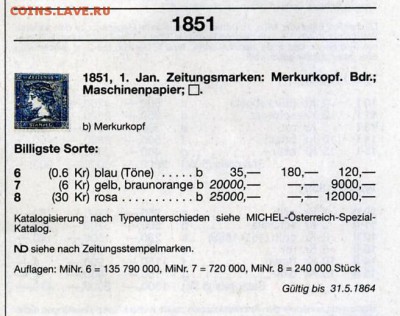 COINS.LAVE.RU
1851
1851, 1. Jan. Zeitungsmarken: Merkurkopf. Bdr.;
Maschinenpapier; □.
b) Merkurkopf
Billigste Sorte:
6 (0.6 Kr) blau (Töne) . . . . . b 35,— 180,— 120,—
7 (6 Kr) gelb, braunorange b 20000,— —,— 9000,—
8 (30 Kr) rosa . . . . . . . . . . . b 25000,— —,— 12000,—
Katalogisierung nach Typenunterschieden siehe MICHEL-Österreich-Spezial-
Katalog.
ND siehe nach Zeitungsstempelmarken.
Auflagen: MiNr. 6 = 135 790 000, MiNr. 7 = 720 000, MiNr. 8 = 240 000 Stück
Gültig bis 31.5.1864